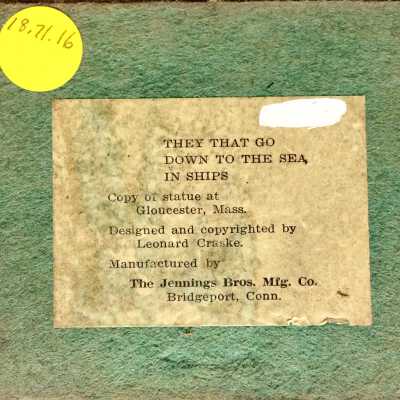 18.71.16
THEY THAT GO
DOWN TO THE SEA,
IN SHIPS
Copy of statue at
Gloucester, Mass.
Designed and copyrighted by
Leonard Craske.
Manufactured by
The Jennings Bros. Mfg. Co.
Bridgeport, Conn.